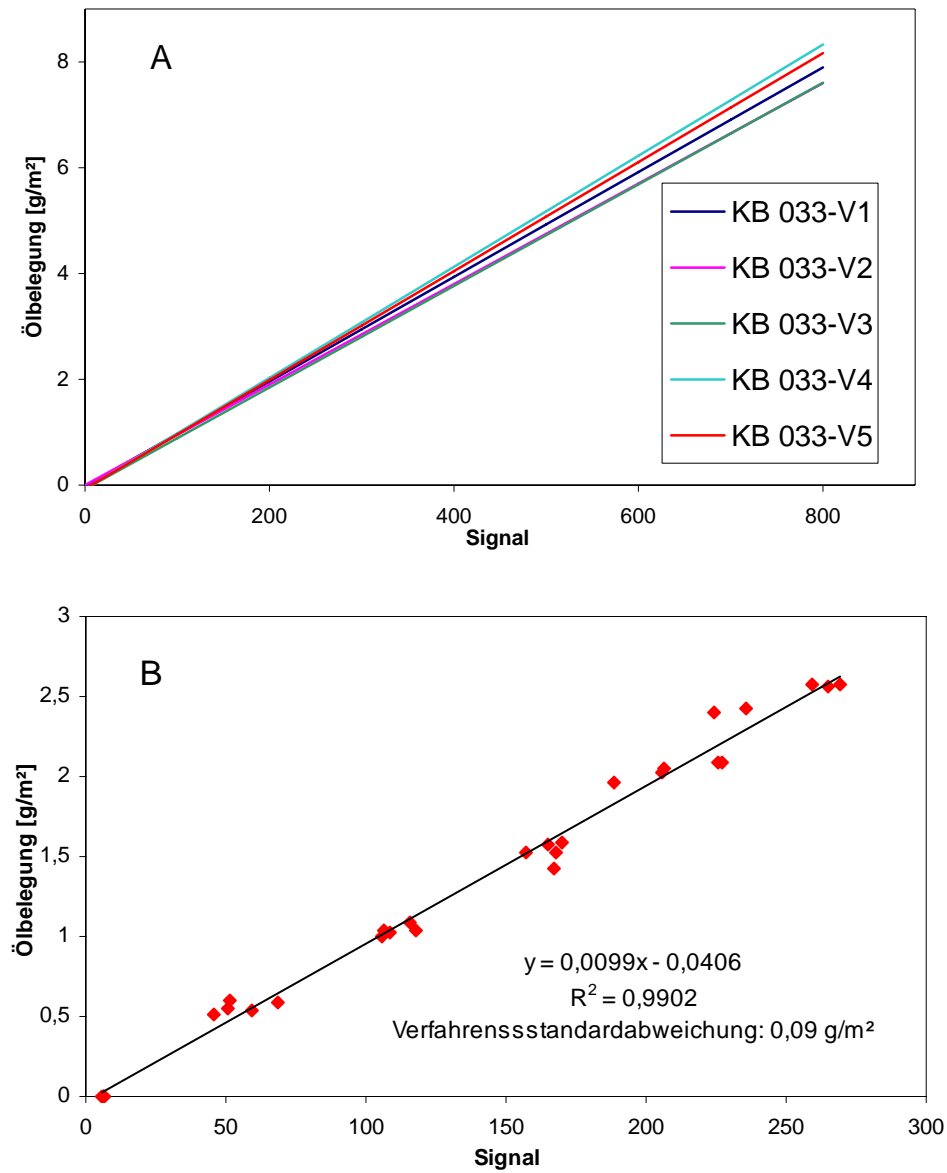 A
8
6
4
2
0
Ölbelegung [g/m²]
0 200 400 600 800
Signal
KB 033-V1
KB 033-V2
KB 033-V3
KB 033-V4
KB 033-V5
B
3
2,5
2
1,5
1
0,5
0
Ölbelegung [g/m²]
y = 0,0099x - 0,0406
R² = 0,9902
Verfahrenssstandardabweichung: 0,09 g/m²
0 50 100 150 200 250 300
Signal